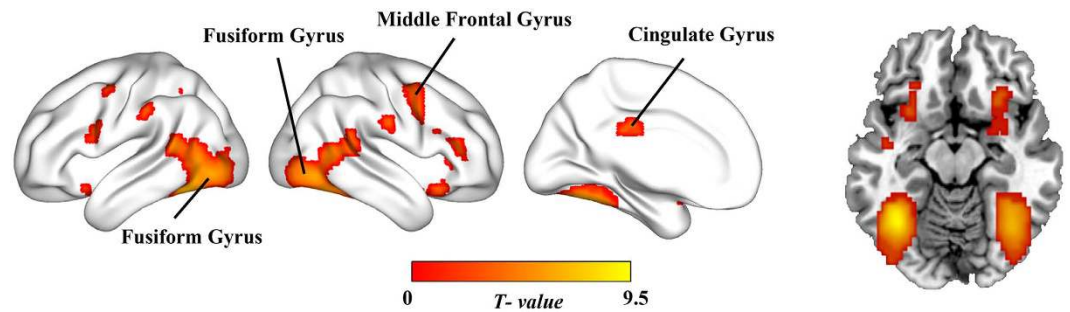 Middle Frontal Gyrus
Fusiform Gyrus
Cingulate Gyrus
Fusiform Gyrus
0
T- value
9.5